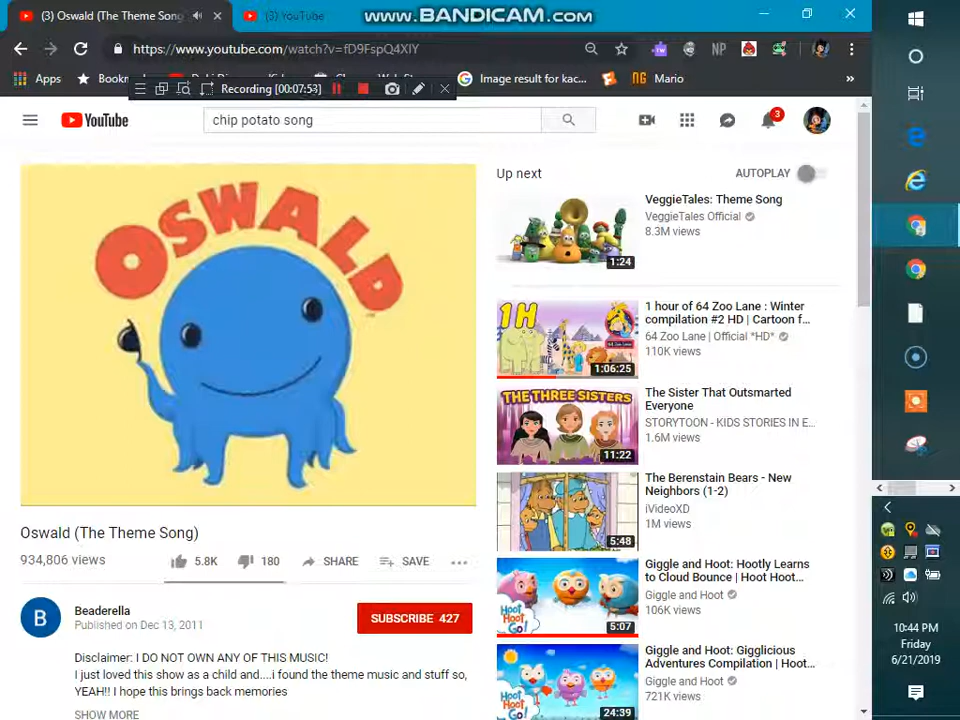 (3) Oswald (The Theme Song)
(3) YouTube
WWW.BANDICAM.COM
https://www.youtube.com/watch?v=fD9FspQ4XIY
Apps
Bookm
NP
Image result for kac...
NG Mario
Recording [00:07:53]
YouTube
chip potato song
3
OSWALD
Up next
AUTOPLAY
VeggieTales: Theme Song
VeggieTales Official
8.3M views
1:24
1H
1 hour of 64 Zoo Lane : Winter
compilation #2 HD | Cartoon f...
64 Zoo Lane | Official *HD*
110K views
1:06:25
THE THREE SISTERS
The Sister That Outsmarted
Everyone
STORYTOON - KIDS STORIES IN E...
1.6M views
11:22
The Berenstain Bears - New
Neighbors (1-2)
iVideoXD
1M views
5:48
Hoot
Hoot
Go!
Giggle and Hoot: Hootly Learns
to Cloud Bounce | Hoot Hoot...
Giggle and Hoot
106K views
5:07
Hoot
Hoot
Go!
Giggle and Hoot: Gigglicious
Adventures Compilation | Hoot...
Giggle and Hoot
721K views
24:39
Oswald (The Theme Song)
934,806 views
5.8K
180
SHARE
SAVE
B
Beaderella
Published on Dec 13, 2011
SUBSCRIBE 427
Disclaimer: I DO NOT OWN ANY OF THIS MUSIC!
I just loved this show as a child and....i found the theme music and stuff so,
YEAH!! I hope this brings back memories
SHOW MORE
10:44 PM
Friday
6/21/2019